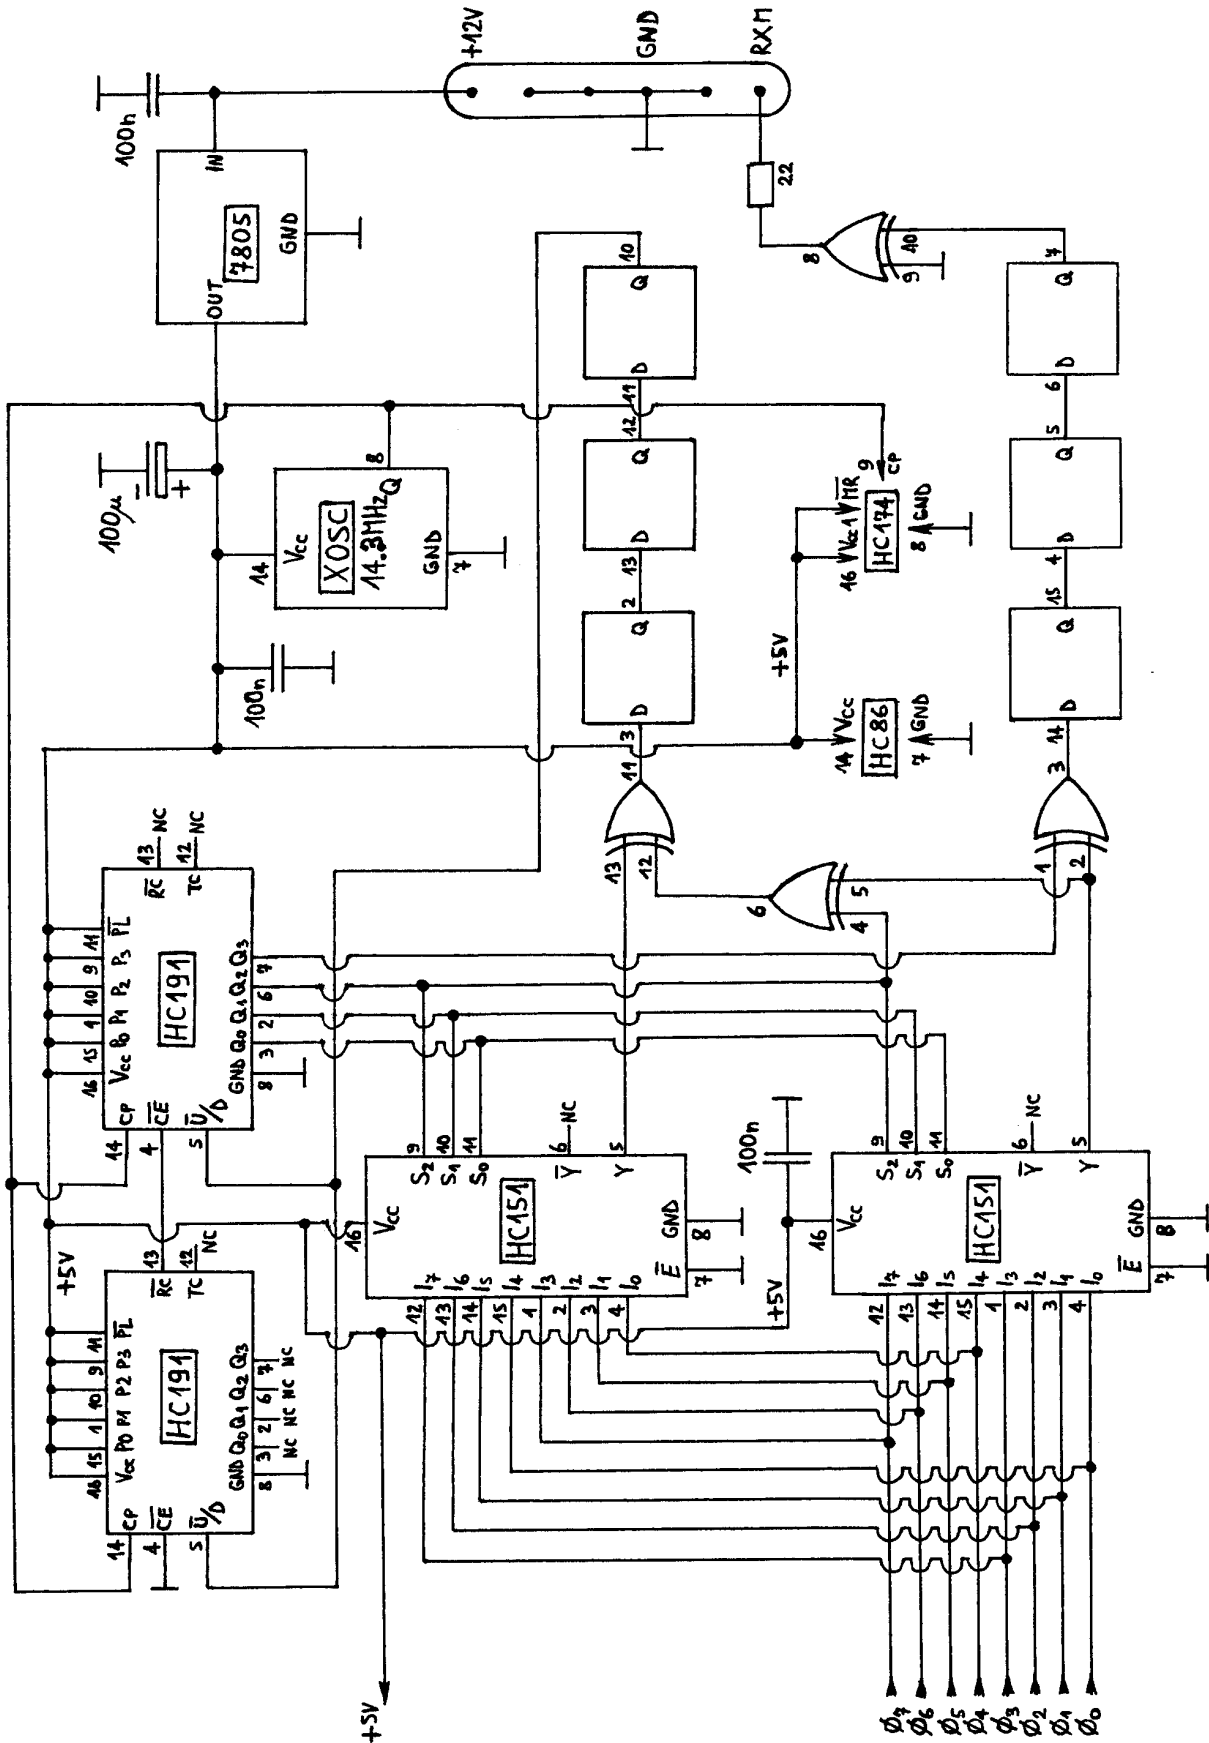 +12V
GND
RXM
100n
IN
7805
OUT
GND
22
8
9
10
100µ
-
+
14
Vcc
XOSC
14.3MHz
Q
8
GND
7
100n
10
Q
D
11
12
Q
D
13
2
Q
D
3
11
7
Q
D
6
5
Q
D
4
15
Q
D
14
3
+5V
16
Vcc
1
MR
9
CP
HC174
8
GND
14
Vcc
HC86
7
GND
13
12
6
4
5
1
2
13
NC
12
NC
RC
TC
11
PL
9
P3
10
P2
1
P1
15
P0
16
Vcc
HC191
Q3
7
Q2
6
Q1
2
Q0
3
GND
8
CP
14
CE
4
U/D
5
+5V
13
RC
12
NC
TC
11
PL
9
P3
10
P2
1
P1
15
P0
16
Vcc
HC191
Q3
7
NC
Q2
6
NC
Q1
2
NC
Q0
3
NC
GND
8
CP
14
CE
4
U/D
5
9
S2
10
S1
11
S0
6
NC
Y
5
Y
16
Vcc
HC151
GND
8
E
7
12
I7
13
I6
14
I5
15
I4
1
I3
2
I2
3
I1
4
I0
100n
+5V
9
S2
10
S1
11
S0
6
NC
Y
5
Y
16
Vcc
HC151
GND
8
E
7
12
I7
13
I6
14
I5
15
I4
1
I3
2
I2
3
I1
4
I0
+5V
Ø7
Ø6
Ø5
Ø4
Ø3
Ø2
Ø1
Ø0